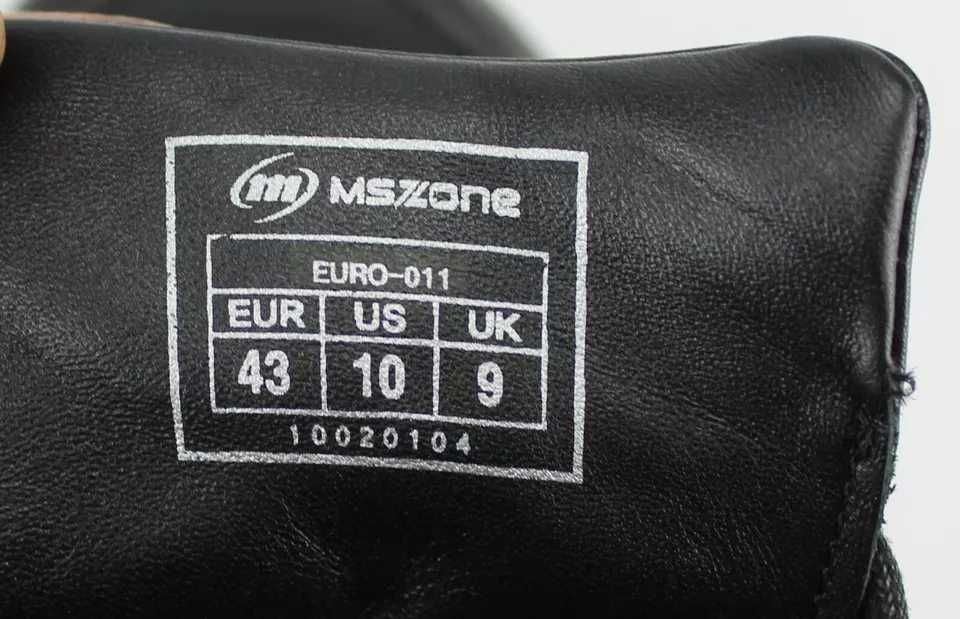 m MSZONE
EURO-011
EUR US UK
43 10 9
10020104